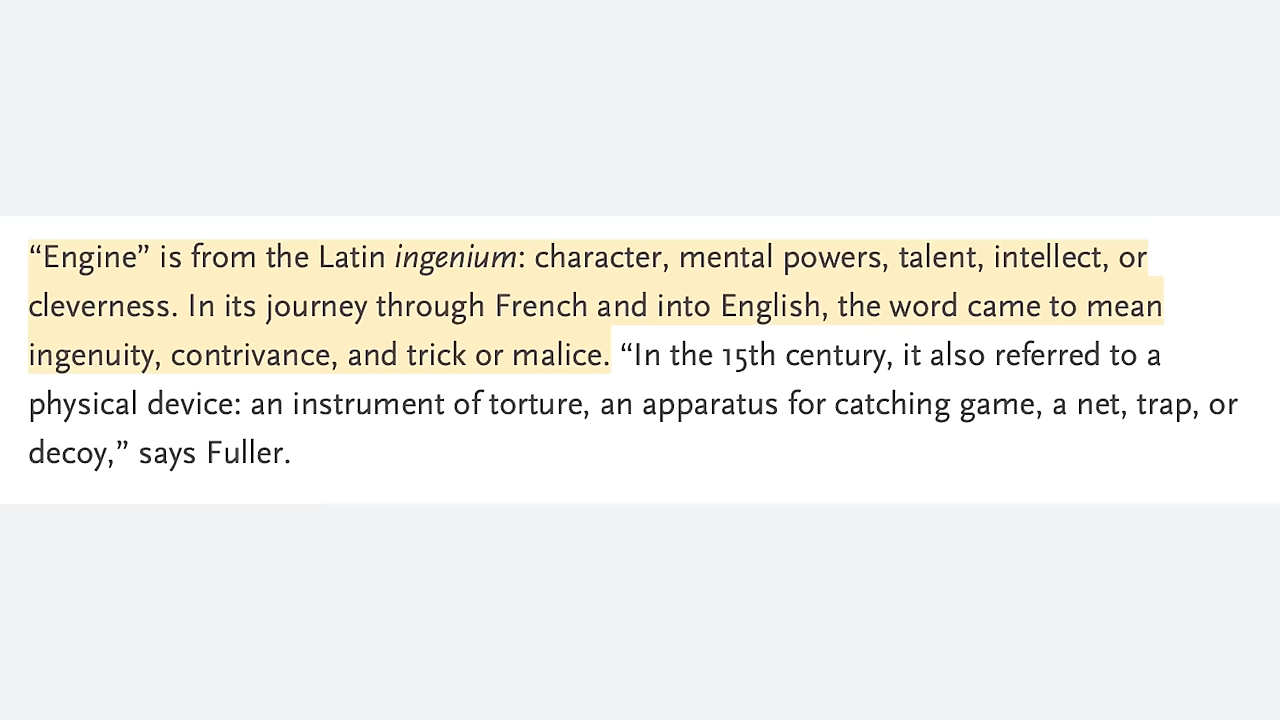 “Engine” is from the Latin ingenium: character, mental powers, talent, intellect, or
cleverness. In its journey through French and into English, the word came to mean
ingenuity, contrivance, and trick or malice. “In the 15th century, it also referred to a
physical device: an instrument of torture, an apparatus for catching game, a net, trap, or
decoy,” says Fuller.